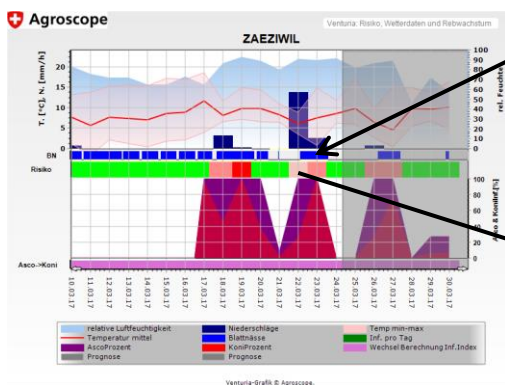 Agroscope
Venturia: Risiko, Wetterdaten und Rebwachstum
ZAEZIWIL
T. [°C], N. [mm/h]
20
15
10
5
0
100
90
80
70
60
50
40
30
20
10
0
rel. Feuchte
BN
Risiko
100
80
60
40
20
0
Asco & KoniInf.[%]
Asco->Koni
10.03.17
11.03.17
12.03.17
13.03.17
14.03.17
15.03.17
16.03.17
17.03.17
18.03.17
19.03.17
20.03.17
21.03.17
22.03.17
23.03.17
24.03.17
25.03.17
26.03.17
27.03.17
28.03.17
29.03.17
30.03.17
relative Luftfeuchtigkeit
Niederschläge
Temp min-max
Temperatur mittel
Blattnässe
Inf. pro Tag
AscoProzent
KoniProzent
Wechsel Berechnung Inf.Index
Prognose
Prognose
Venturia-Grafik © Agroscope.